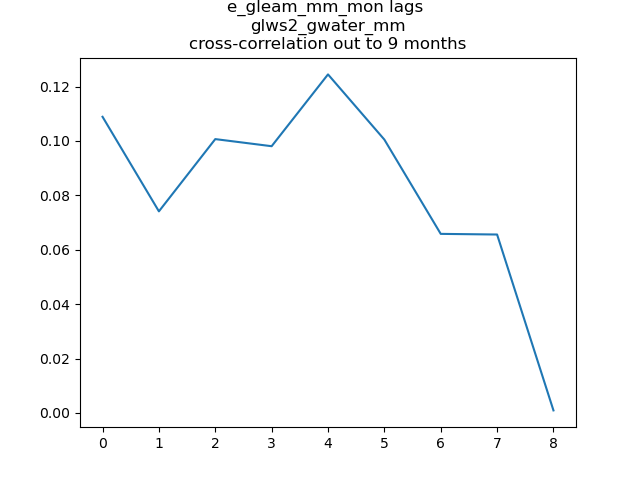 e_gleam_mm_mon lags
glws2_gwater_mm
cross-correlation out to 9 months
0.12
0.10
0.08
0.06
0.04
0.02
0.00
0 1 2 3 4 5 6 7 8